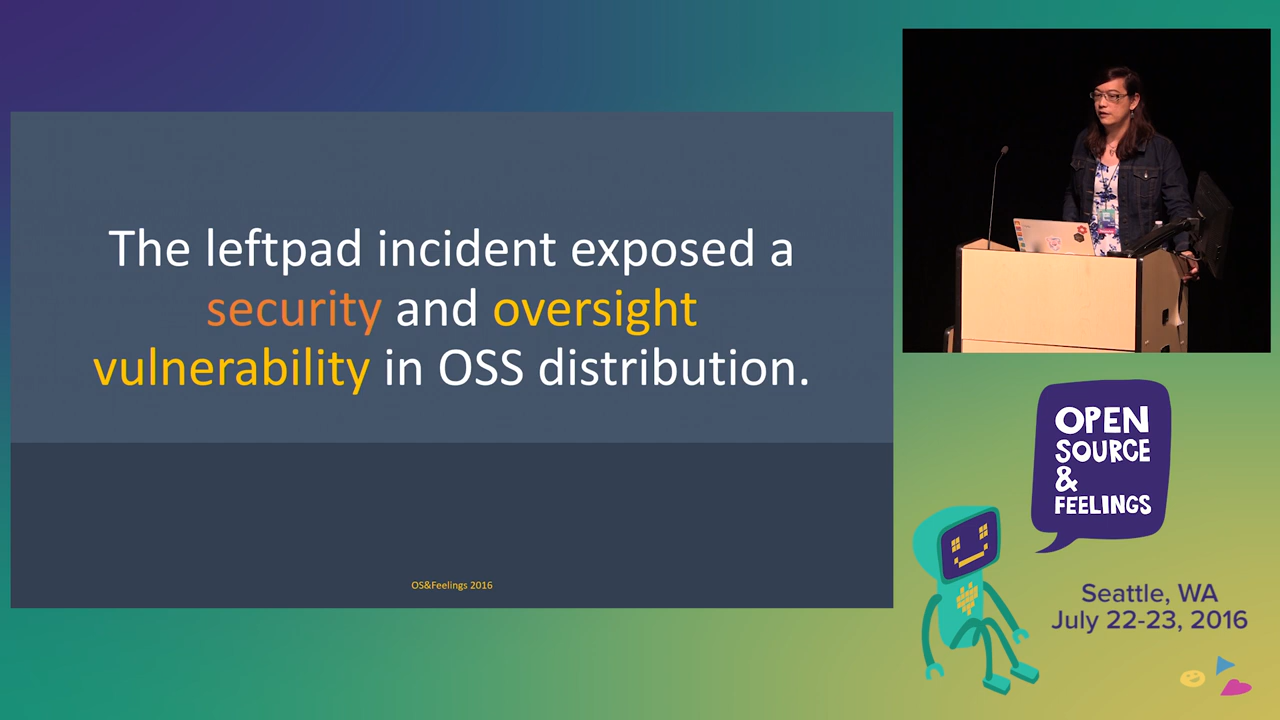 The leftpad incident exposed a
security and oversight
vulnerability in OSS distribution.
OS&Feelings 2016
OPEN
SOURCE
&
FEELINGS
Seattle, WA
July 22-23, 2016